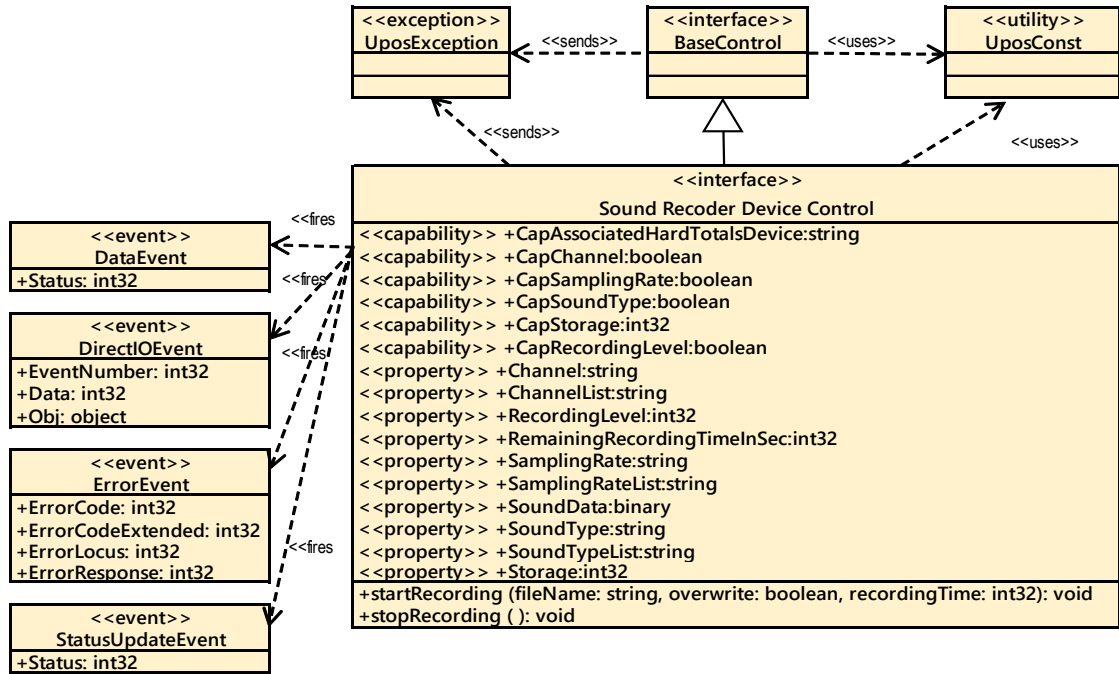 <<exception>>
UposException
<<sends>>
<<interface>>
BaseControl
<<uses>>
<<utility>>
UposConst
<<sends>>
<<uses>>
<<interface>>
Sound Recoder Device Control
<<capability>> +CapAssociatedHardTotalsDevice:string
<<capability>> +CapChannel:boolean
<<capability>> +CapSamplingRate:boolean
<<capability>> +CapSoundType:boolean
<<capability>> +CapStorage:int32
<<capability>> +CapRecordingLevel:boolean
<<property>> +Channel:string
<<property>> +ChannelList:string
<<property>> +RecordingLevel:int32
<<property>> +RemainingRecordingTimeInSec:int32
<<property>> +SamplingRate:string
<<property>> +SamplingRateList:string
<<property>> +SoundData:binary
<<property>> +SoundType:string
<<property>> +SoundTypeList:string
<<property>> +Storage:int32
+startRecording (fileName: string, overwrite: boolean, recordingTime: int32): void
+stopRecording ( ): void
<<fires
<<event>>
DataEvent
+Status: int32
<<fires
<<event>>
DirectIOEvent
+EventNumber: int32
+Data: int32
+Obj: object
<<fires
<<event>>
ErrorEvent
+ErrorCode: int32
+ErrorCodeExtended: int32
+ErrorLocus: int32
+ErrorResponse: int32
<<fires
<<event>>
StatusUpdateEvent
+Status: int32